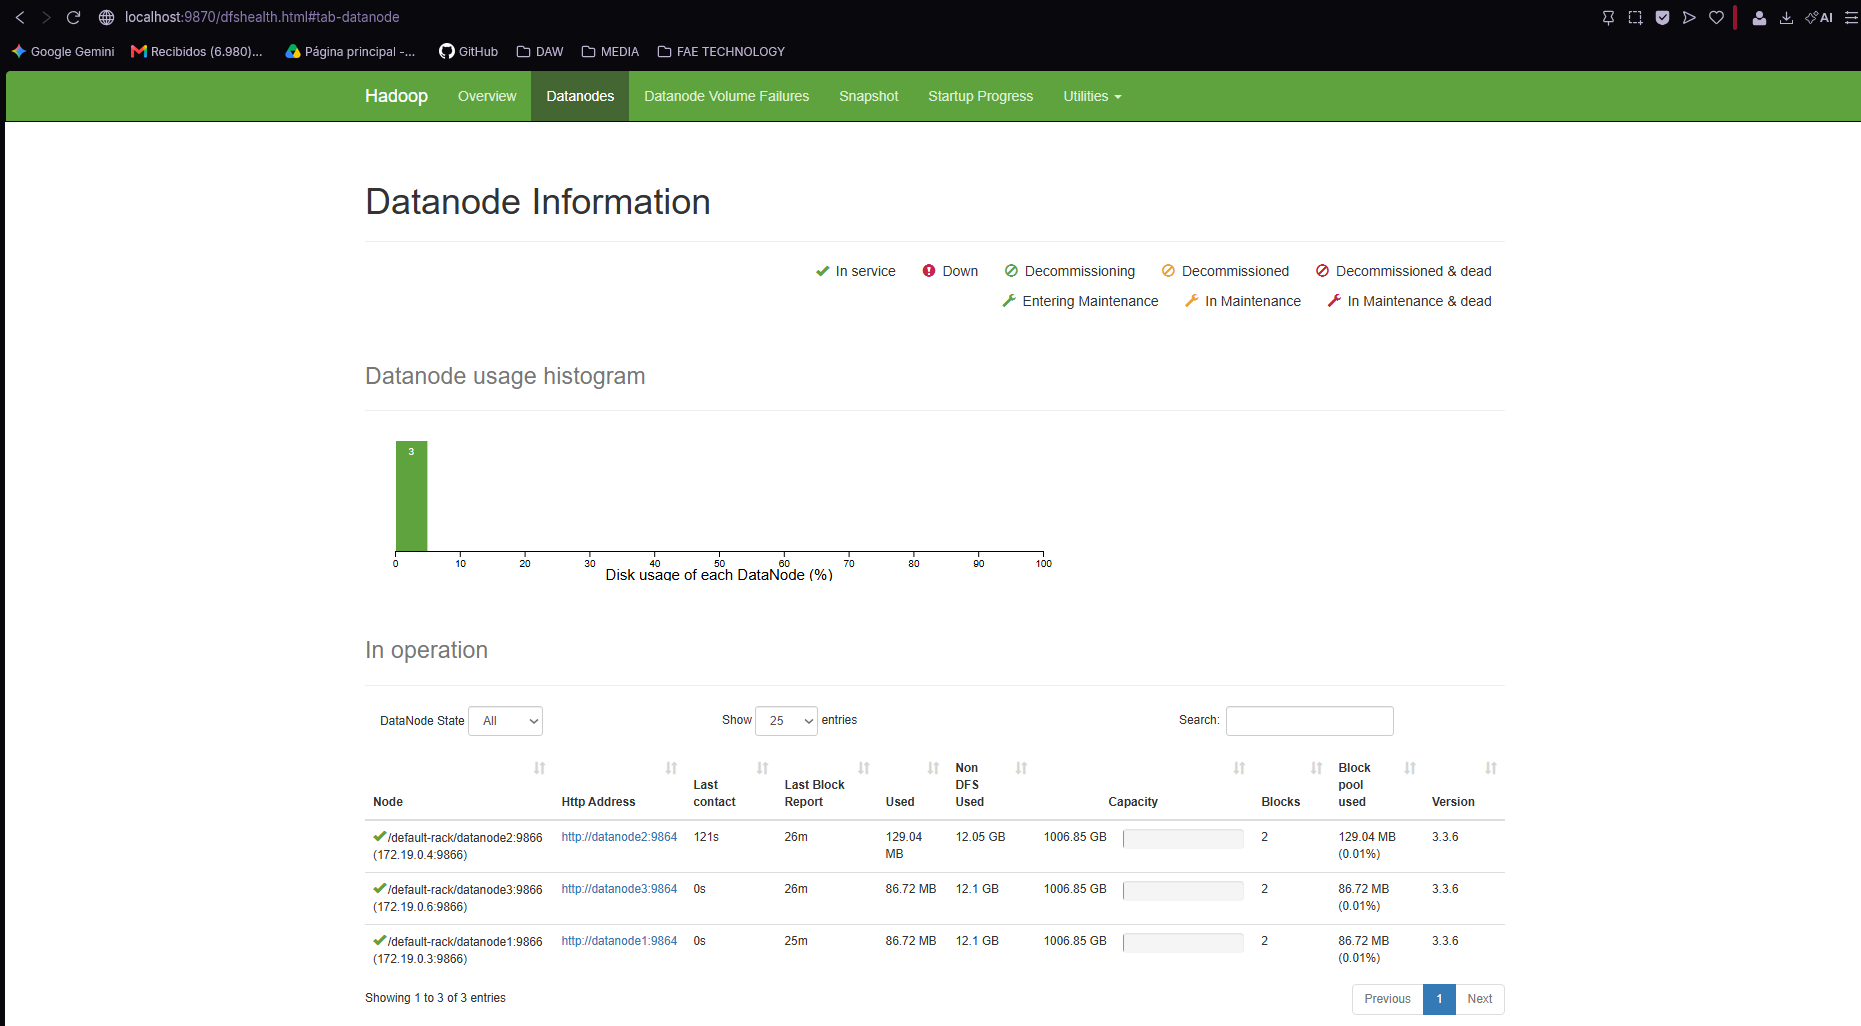 localhost:9870/dfshealth.html#tab-datanode
AI
Google Gemini Recibidos (6.980)... Página principal -... GitHub DAW MEDIA FAE TECHNOLOGY
Hadoop Overview Datanodes Datanode Volume Failures Snapshot Startup Progress Utilities
Datanode Information
In service Down Decommissioning Decommissioned Decommissioned & dead
Entering Maintenance In Maintenance In Maintenance & dead
Datanode usage histogram
3
0 10 20 30 40 50 60 70 80 90 100
Disk usage of each DataNode (%)
In operation
DataNode State All Show 25 entries Search:
Node Http Address Last contact Last Block Report Used Non DFS Used Capacity Blocks Block pool used Version
/default-rack/datanode2:9866 (172.19.0.4:9866) http://datanode2:9864 121s 26m 129.04 MB 12.05 GB 1006.85 GB 2 129.04 MB (0.01%) 3.3.6
/default-rack/datanode3:9866 (172.19.0.6:9866) http://datanode3:9864 0s 26m 86.72 MB 12.1 GB 1006.85 GB 2 86.72 MB (0.01%) 3.3.6
/default-rack/datanode1:9866 (172.19.0.3:9866) http://datanode1:9864 0s 25m 86.72 MB 12.1 GB 1006.85 GB 2 86.72 MB (0.01%) 3.3.6
Showing 1 to 3 of 3 entries
Previous 1 Next